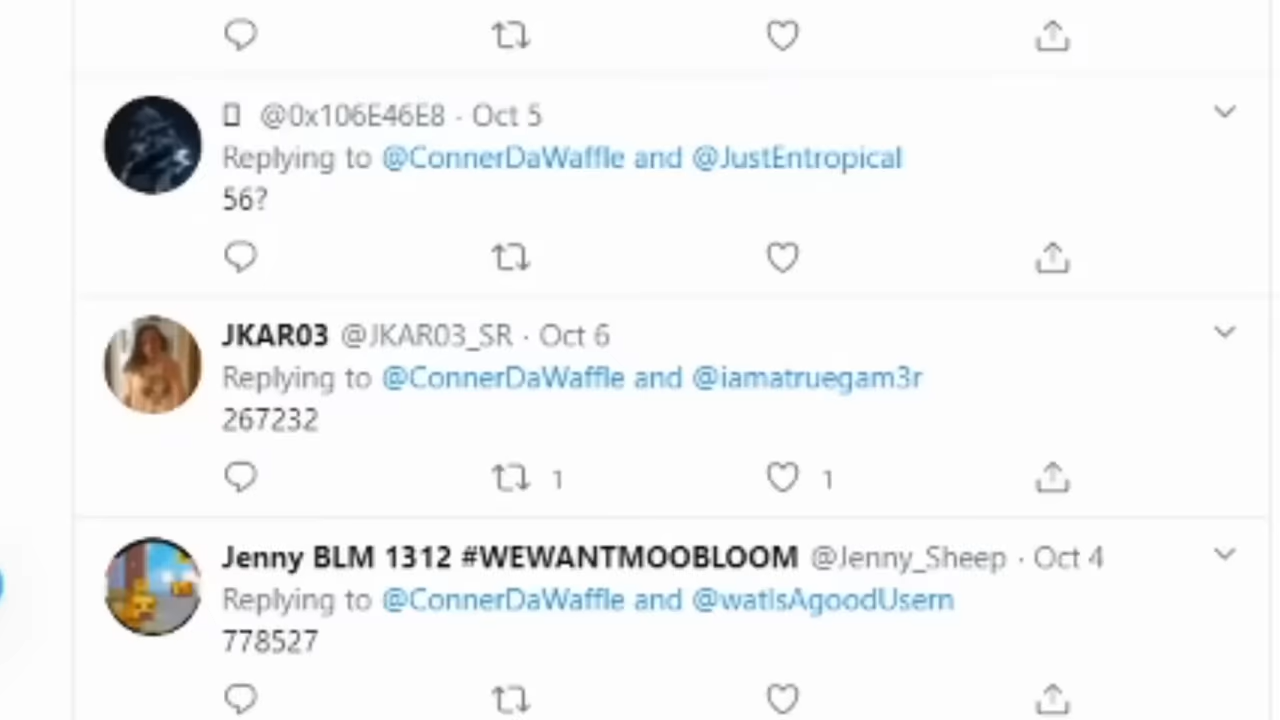 @0x106E46E8 · Oct 5
Replying to @ConnerDaWaffle and @JustEntropical
56?
JKAR03 @JKAR03_SR · Oct 6
Replying to @ConnerDaWaffle and @iamatruegam3r
267232
1 1
Jenny BLM 1312 #WEWANTMOOBLOOM @Jenny_Sheep · Oct 4
Replying to @ConnerDaWaffle and @watIsAgoodUsern
778527